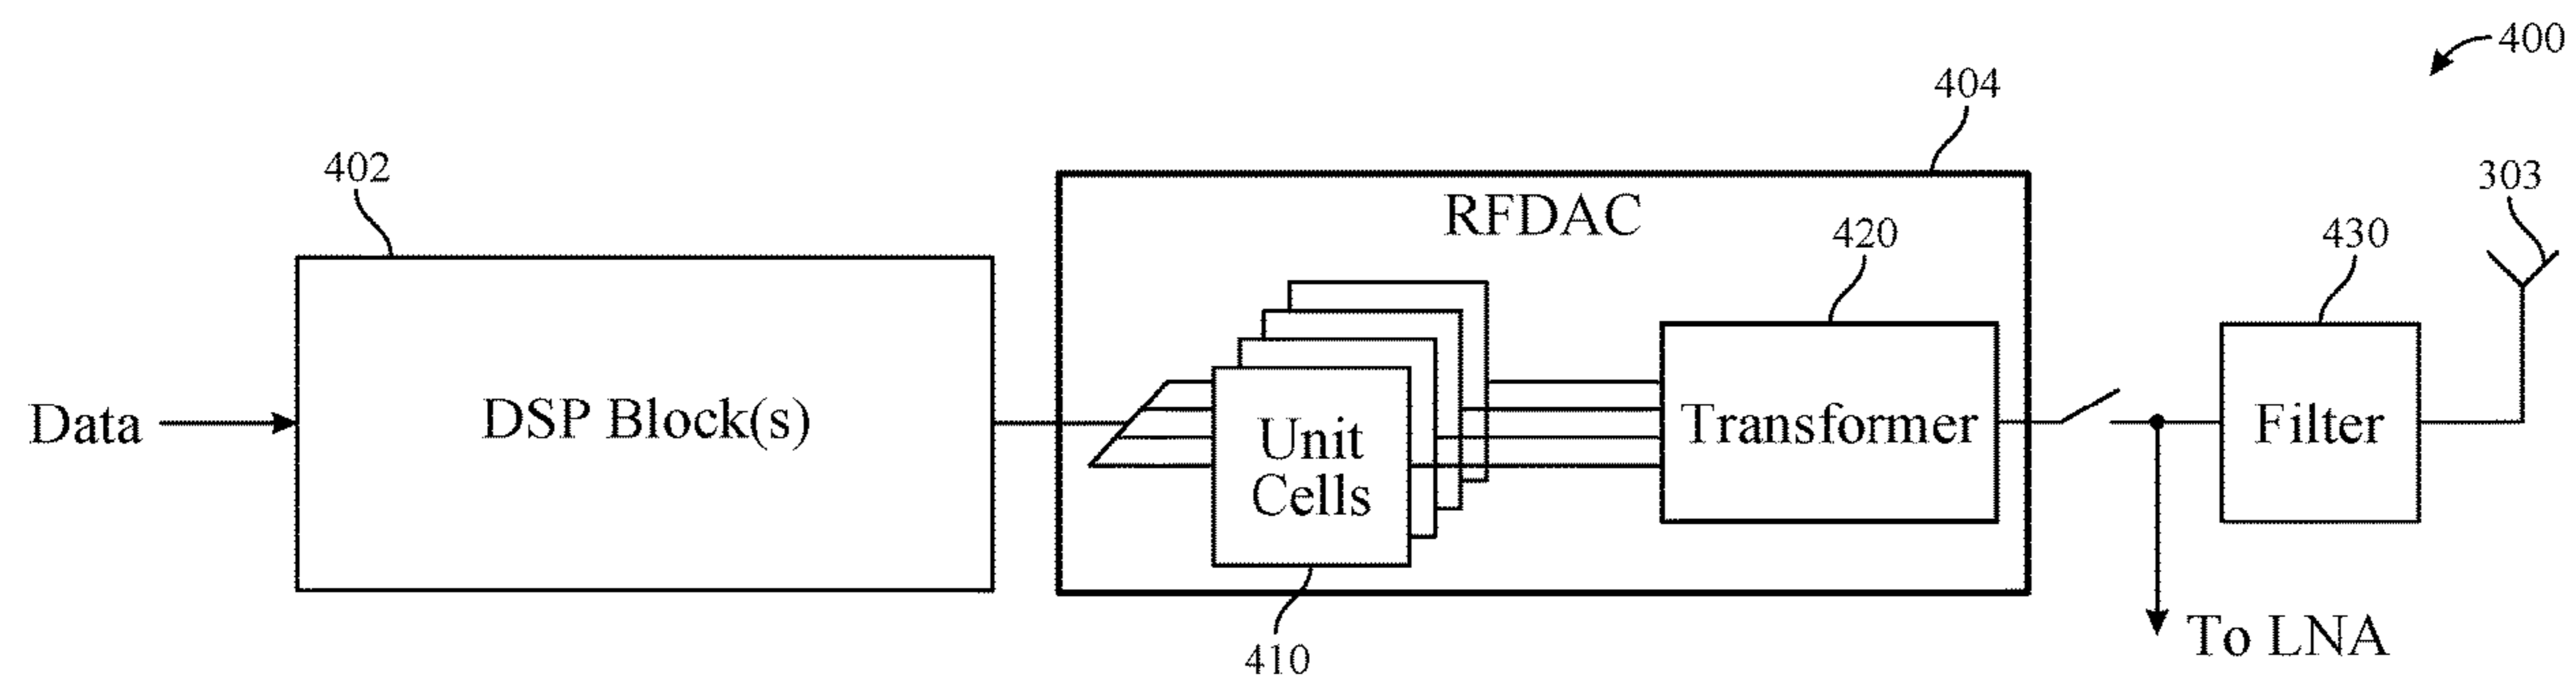 400
404
402
303
RFDAC
420
430
Data
DSP Block(s)
Unit
Cells
Transformer
Filter
To LNA
410